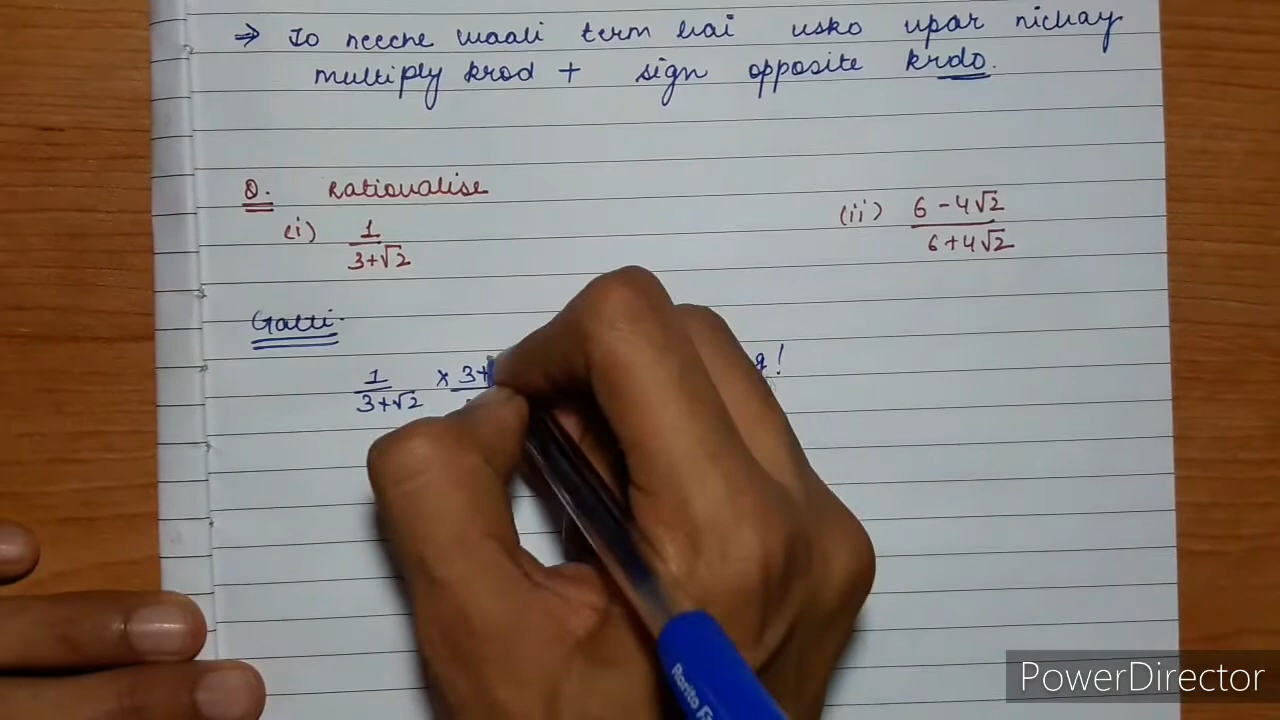 ⇒ Jo neeche waali term hai usko upar nichay
multiply krod + sign opposite krdo.
Q. Rationalise
(i) 1/(3+√2)
(ii) (6-4√2)/(6+4√2)
Galti.
1/(3+√2) × 3+
PowerDirector